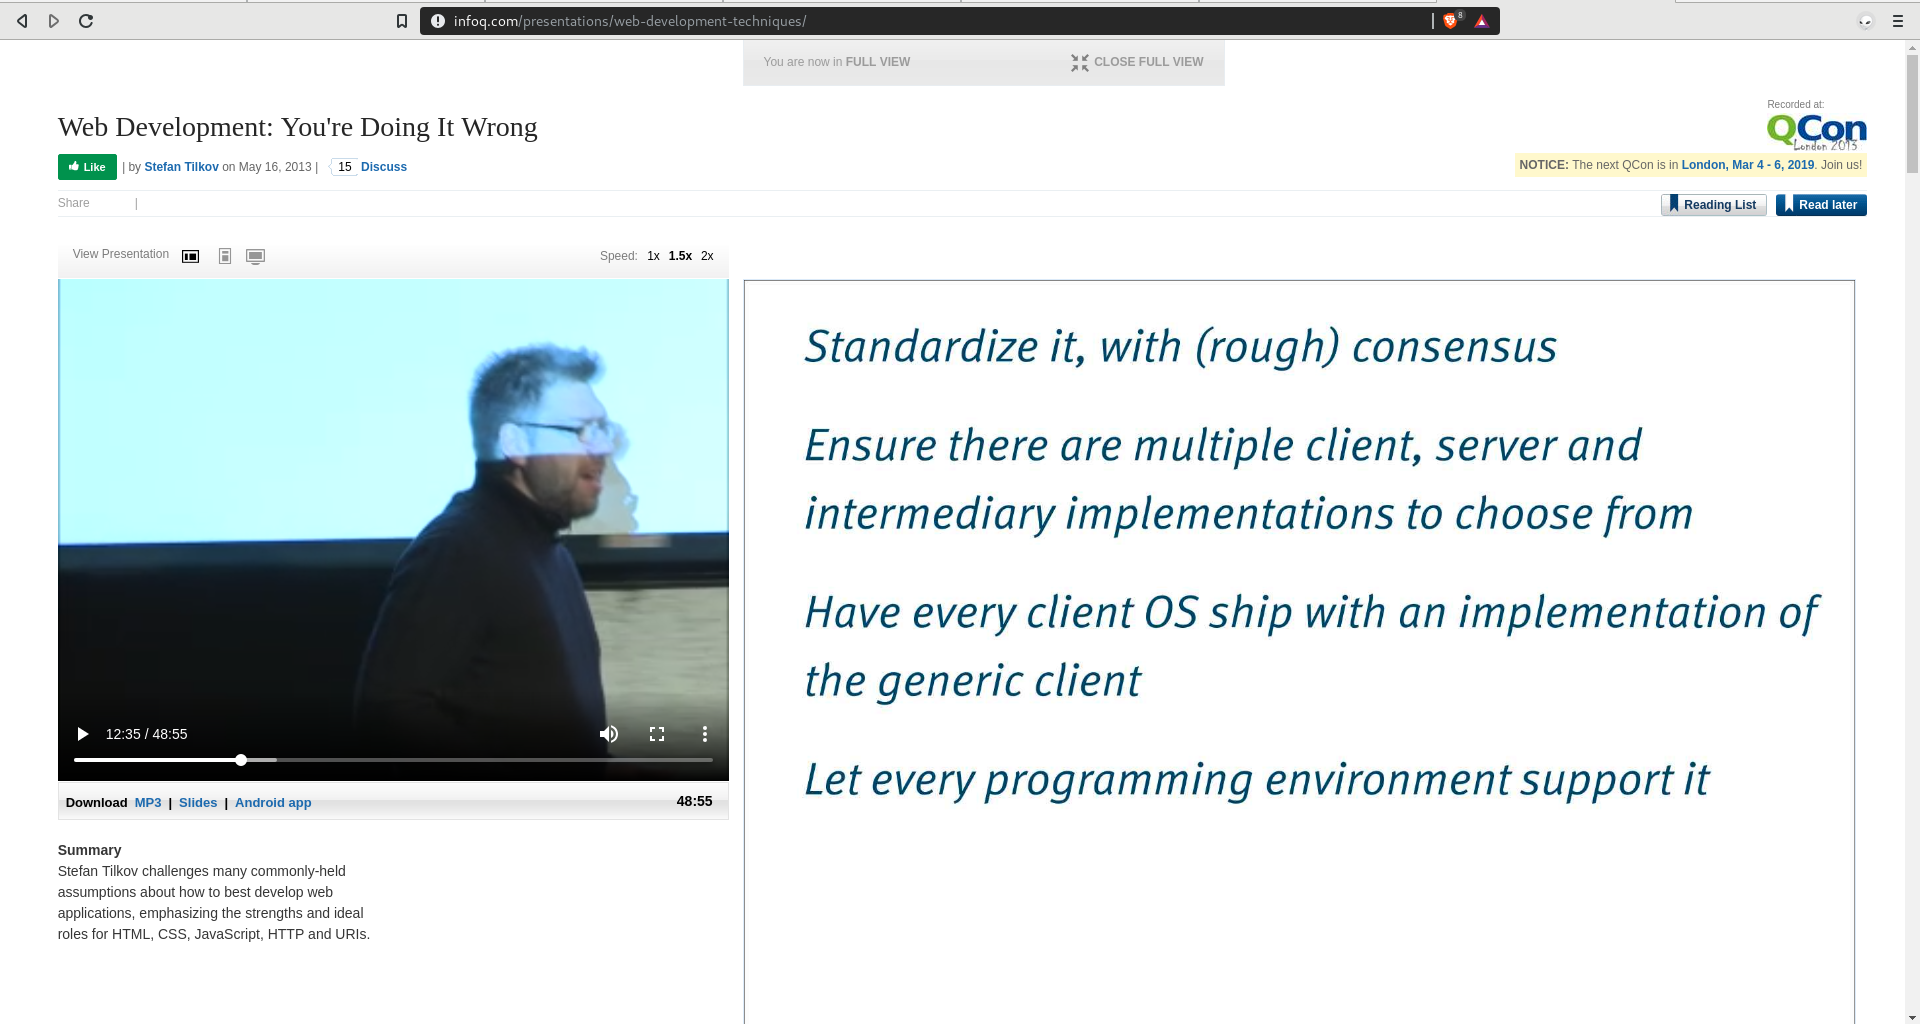 infoq.com/presentations/web-development-techniques/
8
You are now in FULL VIEW
CLOSE FULL VIEW
Recorded at:
QCon
London 2013
Web Development: You're Doing It Wrong
Like | by Stefan Tilkov on May 16, 2013 | 15 Discuss
NOTICE: The next QCon is in London, Mar 4 - 6, 2019. Join us!
Share |
Reading List
Read later
View Presentation
Speed: 1x 1.5x 2x
12:35 / 48:55
Download MP3 | Slides | Android app
48:55
Summary
Stefan Tilkov challenges many commonly-held
assumptions about how to best develop web
applications, emphasizing the strengths and ideal
roles for HTML, CSS, JavaScript, HTTP and URIs.
Standardize it, with (rough) consensus
Ensure there are multiple client, server and
intermediary implementations to choose from
Have every client OS ship with an implementation of
the generic client
Let every programming environment support it